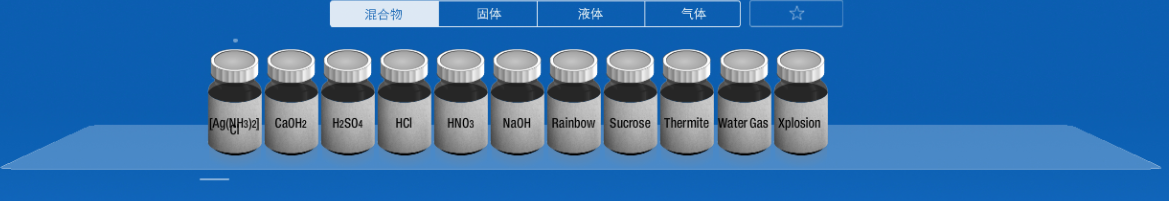 混合物 固体 液体 气体
[Ag(NH3)2]Cl CaOH2 H2SO4 HCl HNO3 NaOH Rainbow Sucrose Thermite Water Gas Xplosion